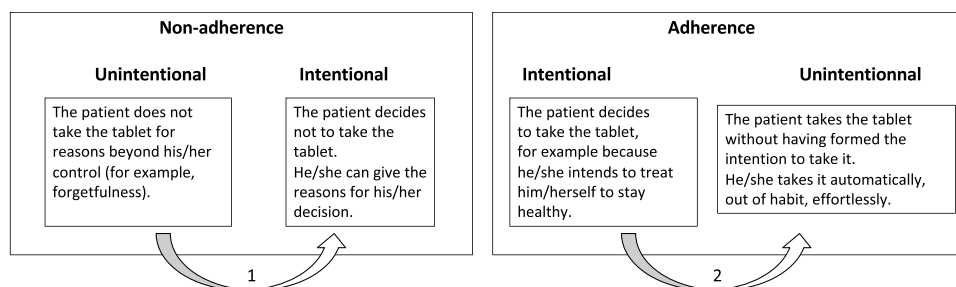 Non-adherence
Unintentional
Intentional
The patient does not
take the tablet for
reasons beyond his/her
control (for example,
forgetfulness).
The patient decides
not to take the
tablet.
He/she can give the
reasons for his/her
decision.
1
Adherence
Intentional
Unintentionnal
The patient decides
to take the tablet,
for example because
he/she intends to treat
him/herself to stay
healthy.
The patient takes the tablet
without having formed the
intention to take it.
He/she takes it automatically,
out of habit, effortlessly.
2